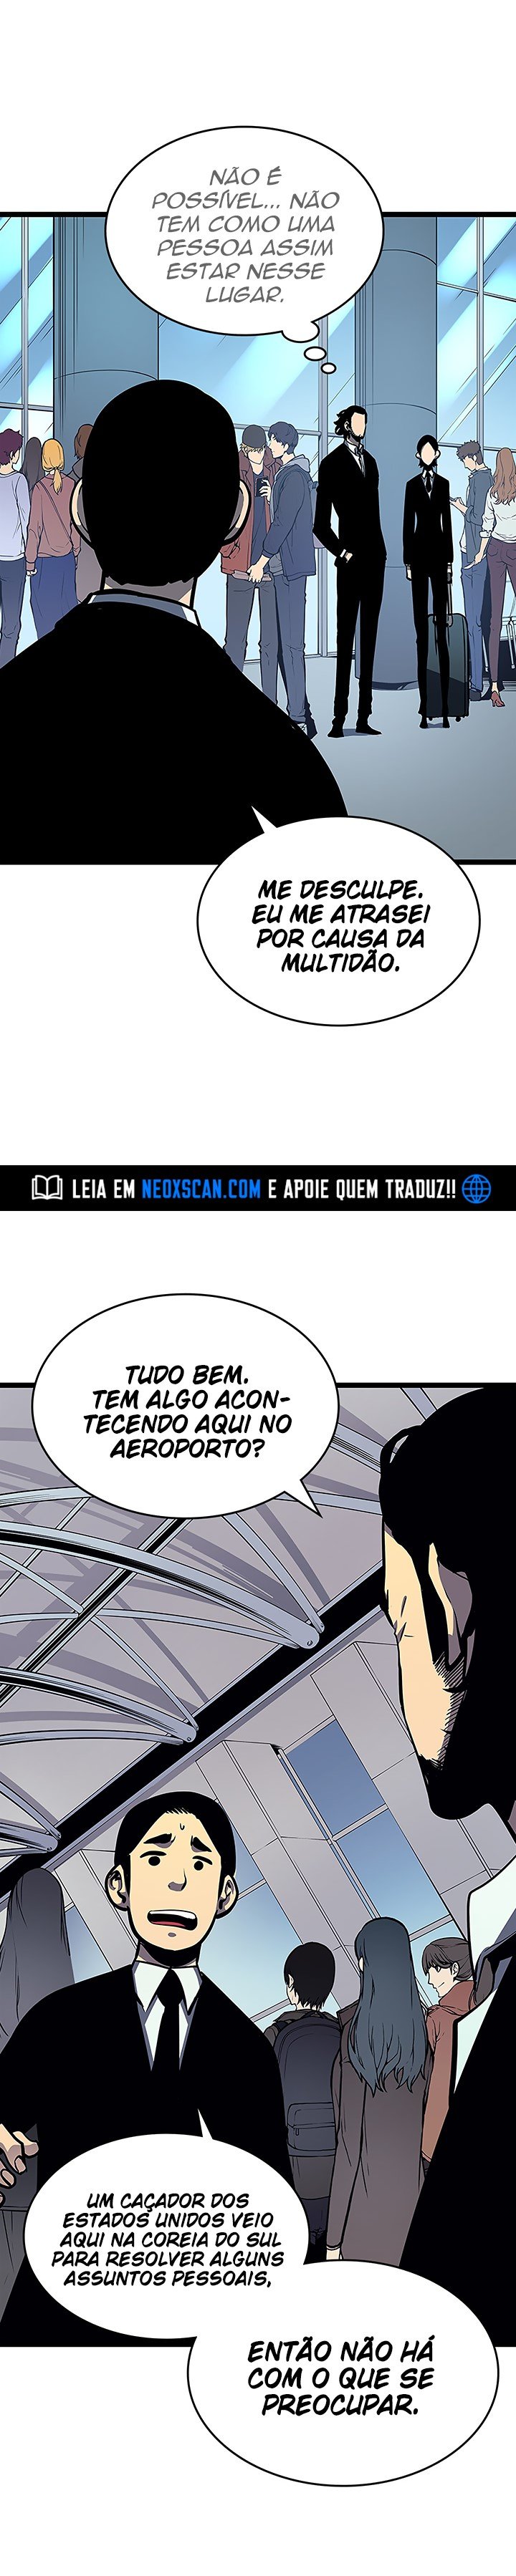 NÃO É
POSSÍVEL... NÃO
TEM COMO UMA
PESSOA ASSIM
ESTAR NESSE
LUGAR.
ME DESCULPE.
EU ME ATRASEI
POR CAUSA DA
MULTIDÃO.
LEIA EM NEOXSCAN.COM E APOIE QUEM TRADUZ!!
TUDO BEM.
TEM ALGO ACON-
TECENDO AQUI NO
AEROPORTO?
UM CAÇADOR DOS
ESTADOS UNIDOS VEIO
AQUI NA COREIA DO SUL
PARA RESOLVER ALGUNS
ASSUNTOS PESSOAIS,
ENTÃO NÃO HÁ
COM O QUE SE
PREOCUPAR.